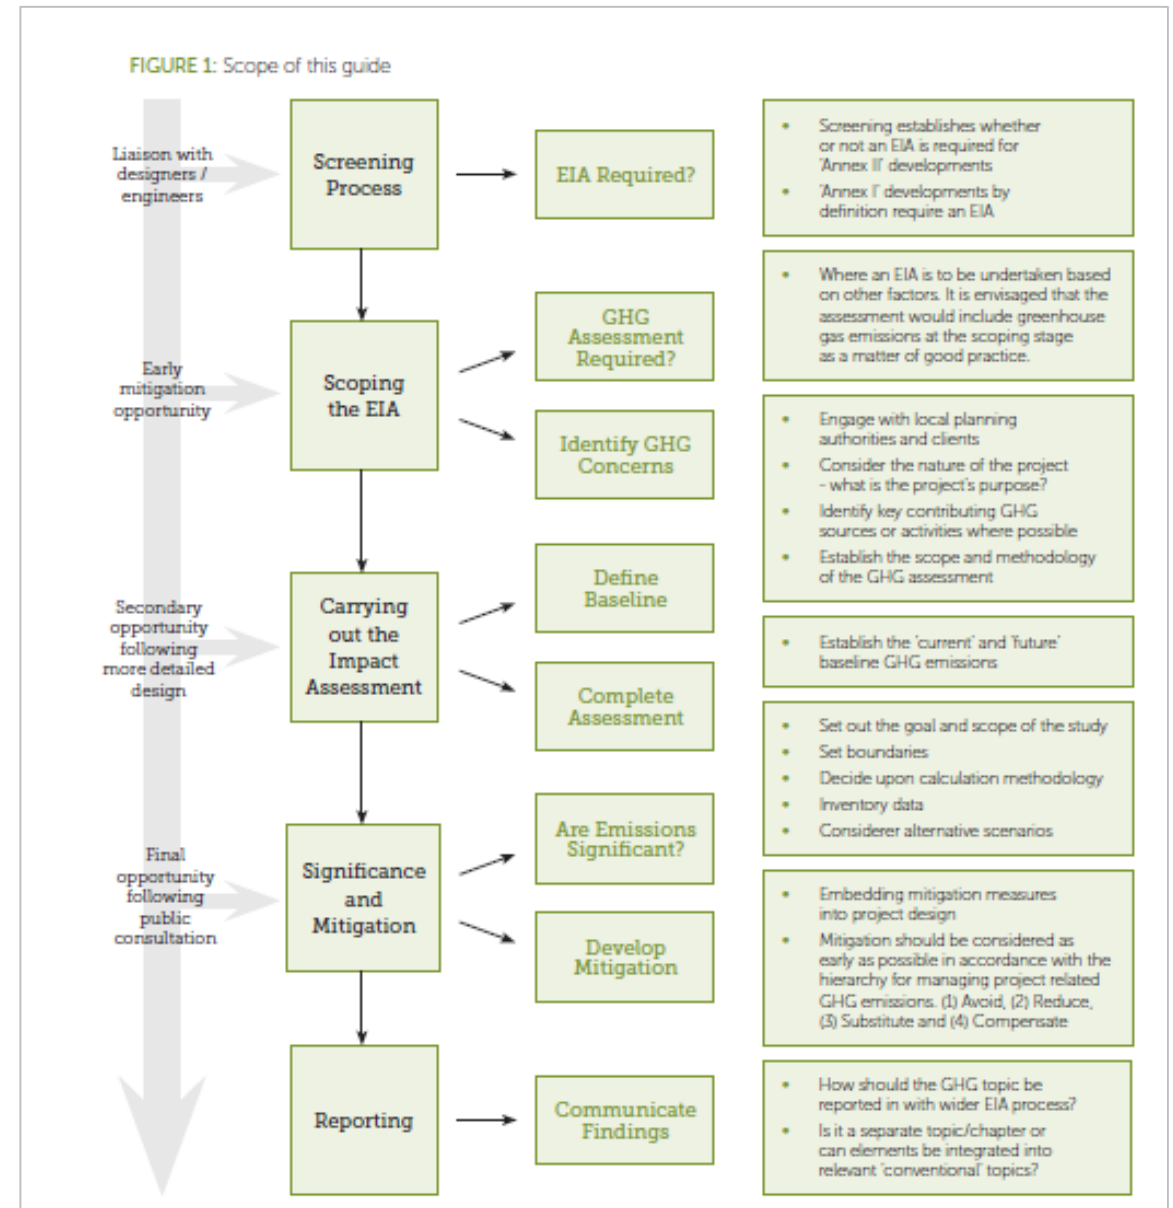 FIGURE 1: Scope of this guide
Liaison with
designers /
engineers
Screening
Process
EIA Required?
• Screening establishes whether
or not an EIA is required for
'Annex II' developments
• 'Annex I' developments by
definition require an EIA
Early
mitigation
opportunity
Scoping
the EIA
GHG
Assessment
Required?
Identify GHG
Concerns
• Where an EIA is to be undertaken based
on other factors. It is envisaged that the
assessment would include greenhouse
gas emissions at the scoping stage
as a matter of good practice.
• Engage with local planning
authorities and clients
• Consider the nature of the project
- what is the project's purpose?
• Identify key contributing GHG
sources or activities where possible
• Establish the scope and methodology
of the GHG assessment
Secondary
opportunity
following
more detailed
design
Carrying
out the
Impact
Assessment
Define
Baseline
Complete
Assessment
• Establish the 'current' and 'future'
baseline GHG emissions
• Set out the goal and scope of the study
• Set boundaries
• Decide upon calculation methodology
• Inventory data
• Considerer alternative scenarios
Final
opportunity
following
public
consultation
Significance
and
Mitigation
Are Emissions
Significant?
Develop
Mitigation
• Embedding mitigation measures
into project design
• Mitigation should be considered as
early as possible in accordance with the
hierarchy for managing project related
GHG emissions. (1) Avoid, (2) Reduce,
(3) Substitute and (4) Compensate
Reporting
Communicate
Findings
• How should the GHG topic be
reported in with wider EIA process?
• Is it a separate topic/chapter or
can elements be integrated into
relevant 'conventional' topics?